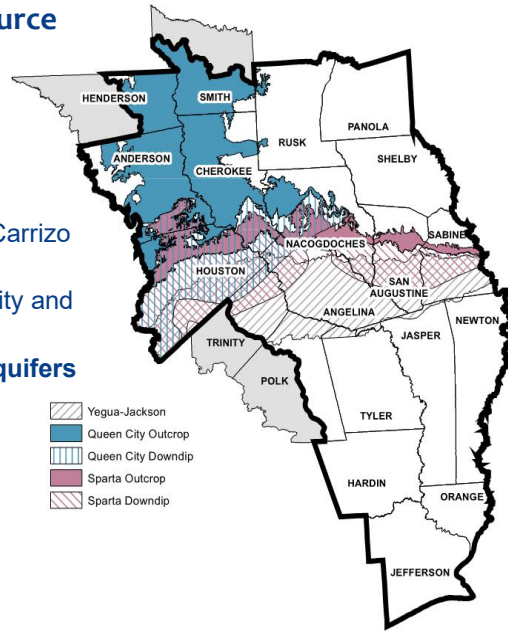 ource
Carrizo
ity and
quifers
HENDERSON
SMITH
RUSK
PANOLA
ANDERSON
CHEROKEE
SHELBY
SABINE
NACOGDOCHES
HOUSTON
SAN
AUGUSTINE
ANGELINA
TRINITY
JASPER
NEWTON
POLK
TYLER
HARDIN
ORANGE
JEFFERSON
Yegua-Jackson
Queen City Outcrop
Queen City Downdip
Sparta Outcrop
Sparta Downdip